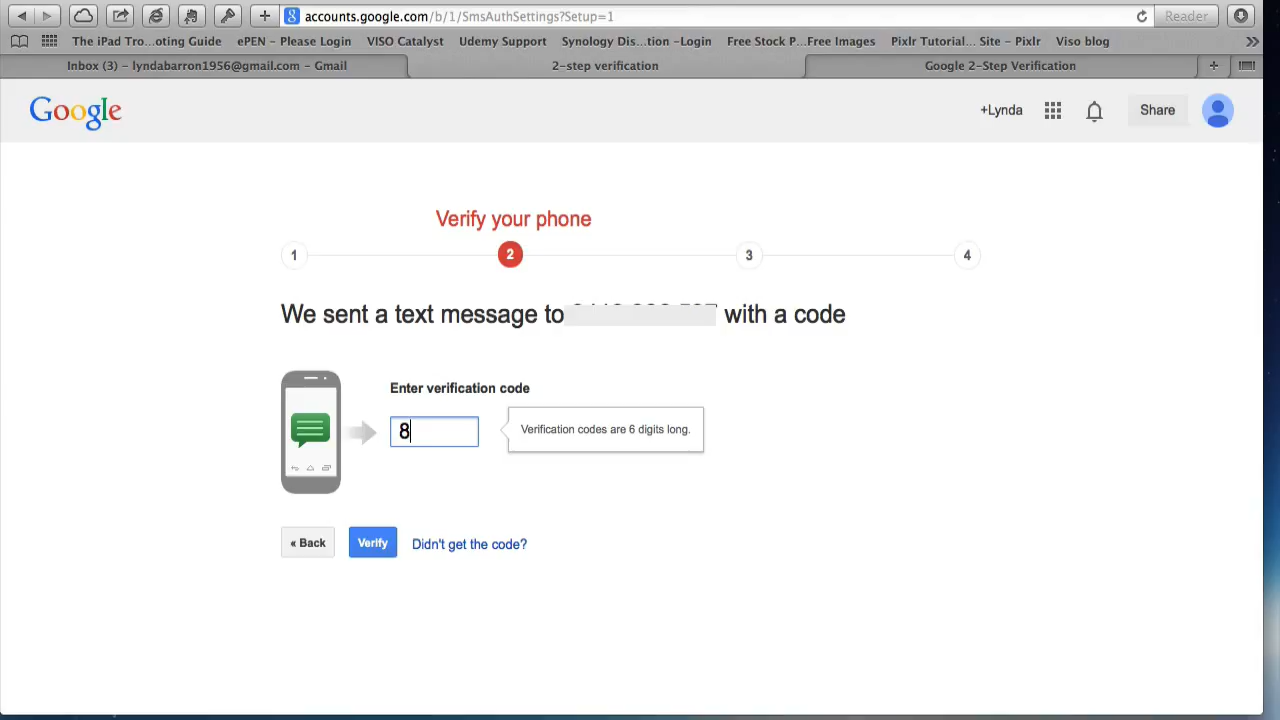 accounts.google.com/b/1/SmsAuthSettings?Setup=1
Reader
The iPad Tro...oting Guide ePEN - Please Login VISO Catalyst Udemy Support Synology Dis...tion -Login Free Stock P...Free Images Pixlr Tutorial... Site - Pixlr Viso blog
Inbox (3) - lyndabarron1956@gmail.com - Gmail
2-step verification
Google 2-Step Verification
Google
+Lynda
Share
Verify your phone
1 2 3 4
We sent a text message to with a code
Enter verification code
8
Verification codes are 6 digits long.
« Back
Verify
Didn't get the code?